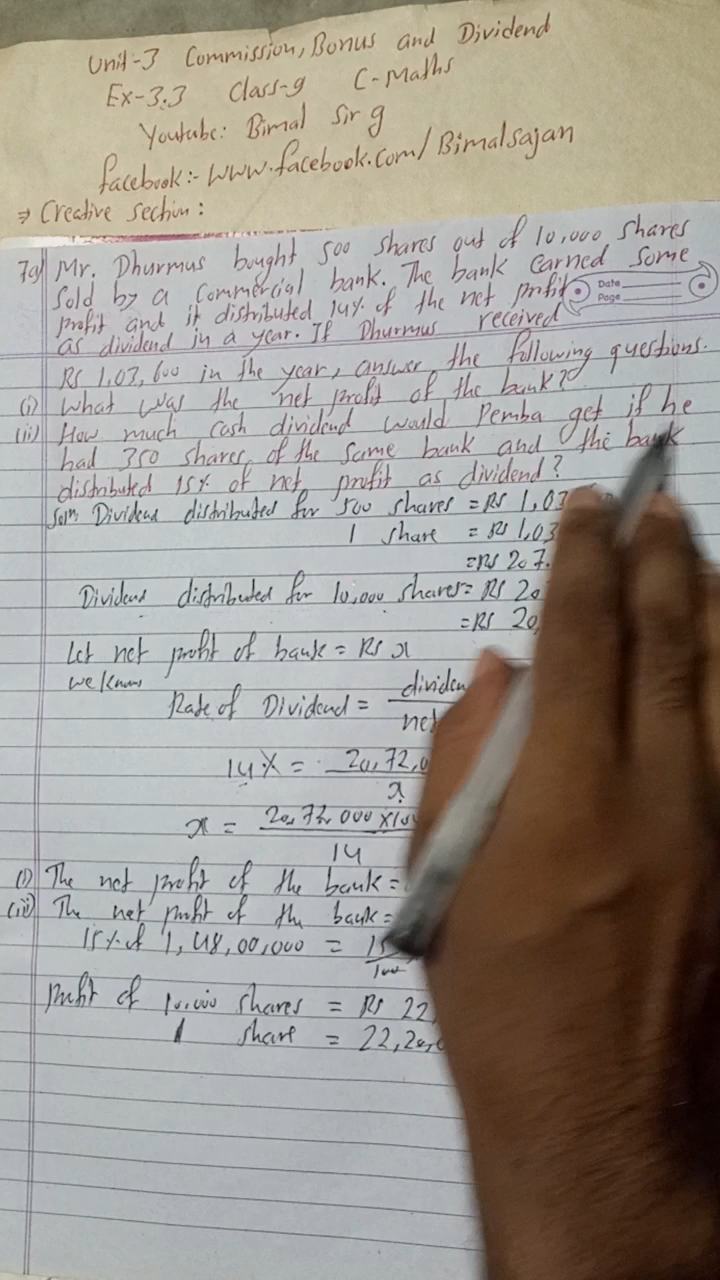 Unit-3 Commission, Bonus and Dividend
Ex-3.3 Class-9 C-Maths
Youtube: Bimal Sir g
facebook:- www.facebook.com/Bimalsajan
⇒ Creative section:
7a) Mr. Dhurmus bought 500 shares out of 10,000 shares
sold by a commercial bank. The bank earned some
profit and it distributed 14% of the net profit
Date
Page
as dividend in a year. If Dhurmus received
Rs 1,03,600 in the year, answer the following questions.
(i) What was the net profit of the bank?
(ii) How much cash dividend would Pemba get if he
had 350 shares of the same bank and the bank
distributed 15% of net profit as dividend?
Soln Dividend distributed for 500 shares = Rs 1,03
1 share = Rs 1,03
= Rs 207.
Dividend distributed for 10,000 shares = Rs 20
= Rs 20,
Let net profit of bank = Rs x
we know
Rate of Dividend = dividen
net
14% = 20,72,0
x
x = 20,72,000 x10
14
(i) The net profit of the bank =
(ii) The net profit of the bank =
15% of 1,48,00,000 = 15
100
profit of 10,000 shares = Rs 22,
1 share = 22,20,0